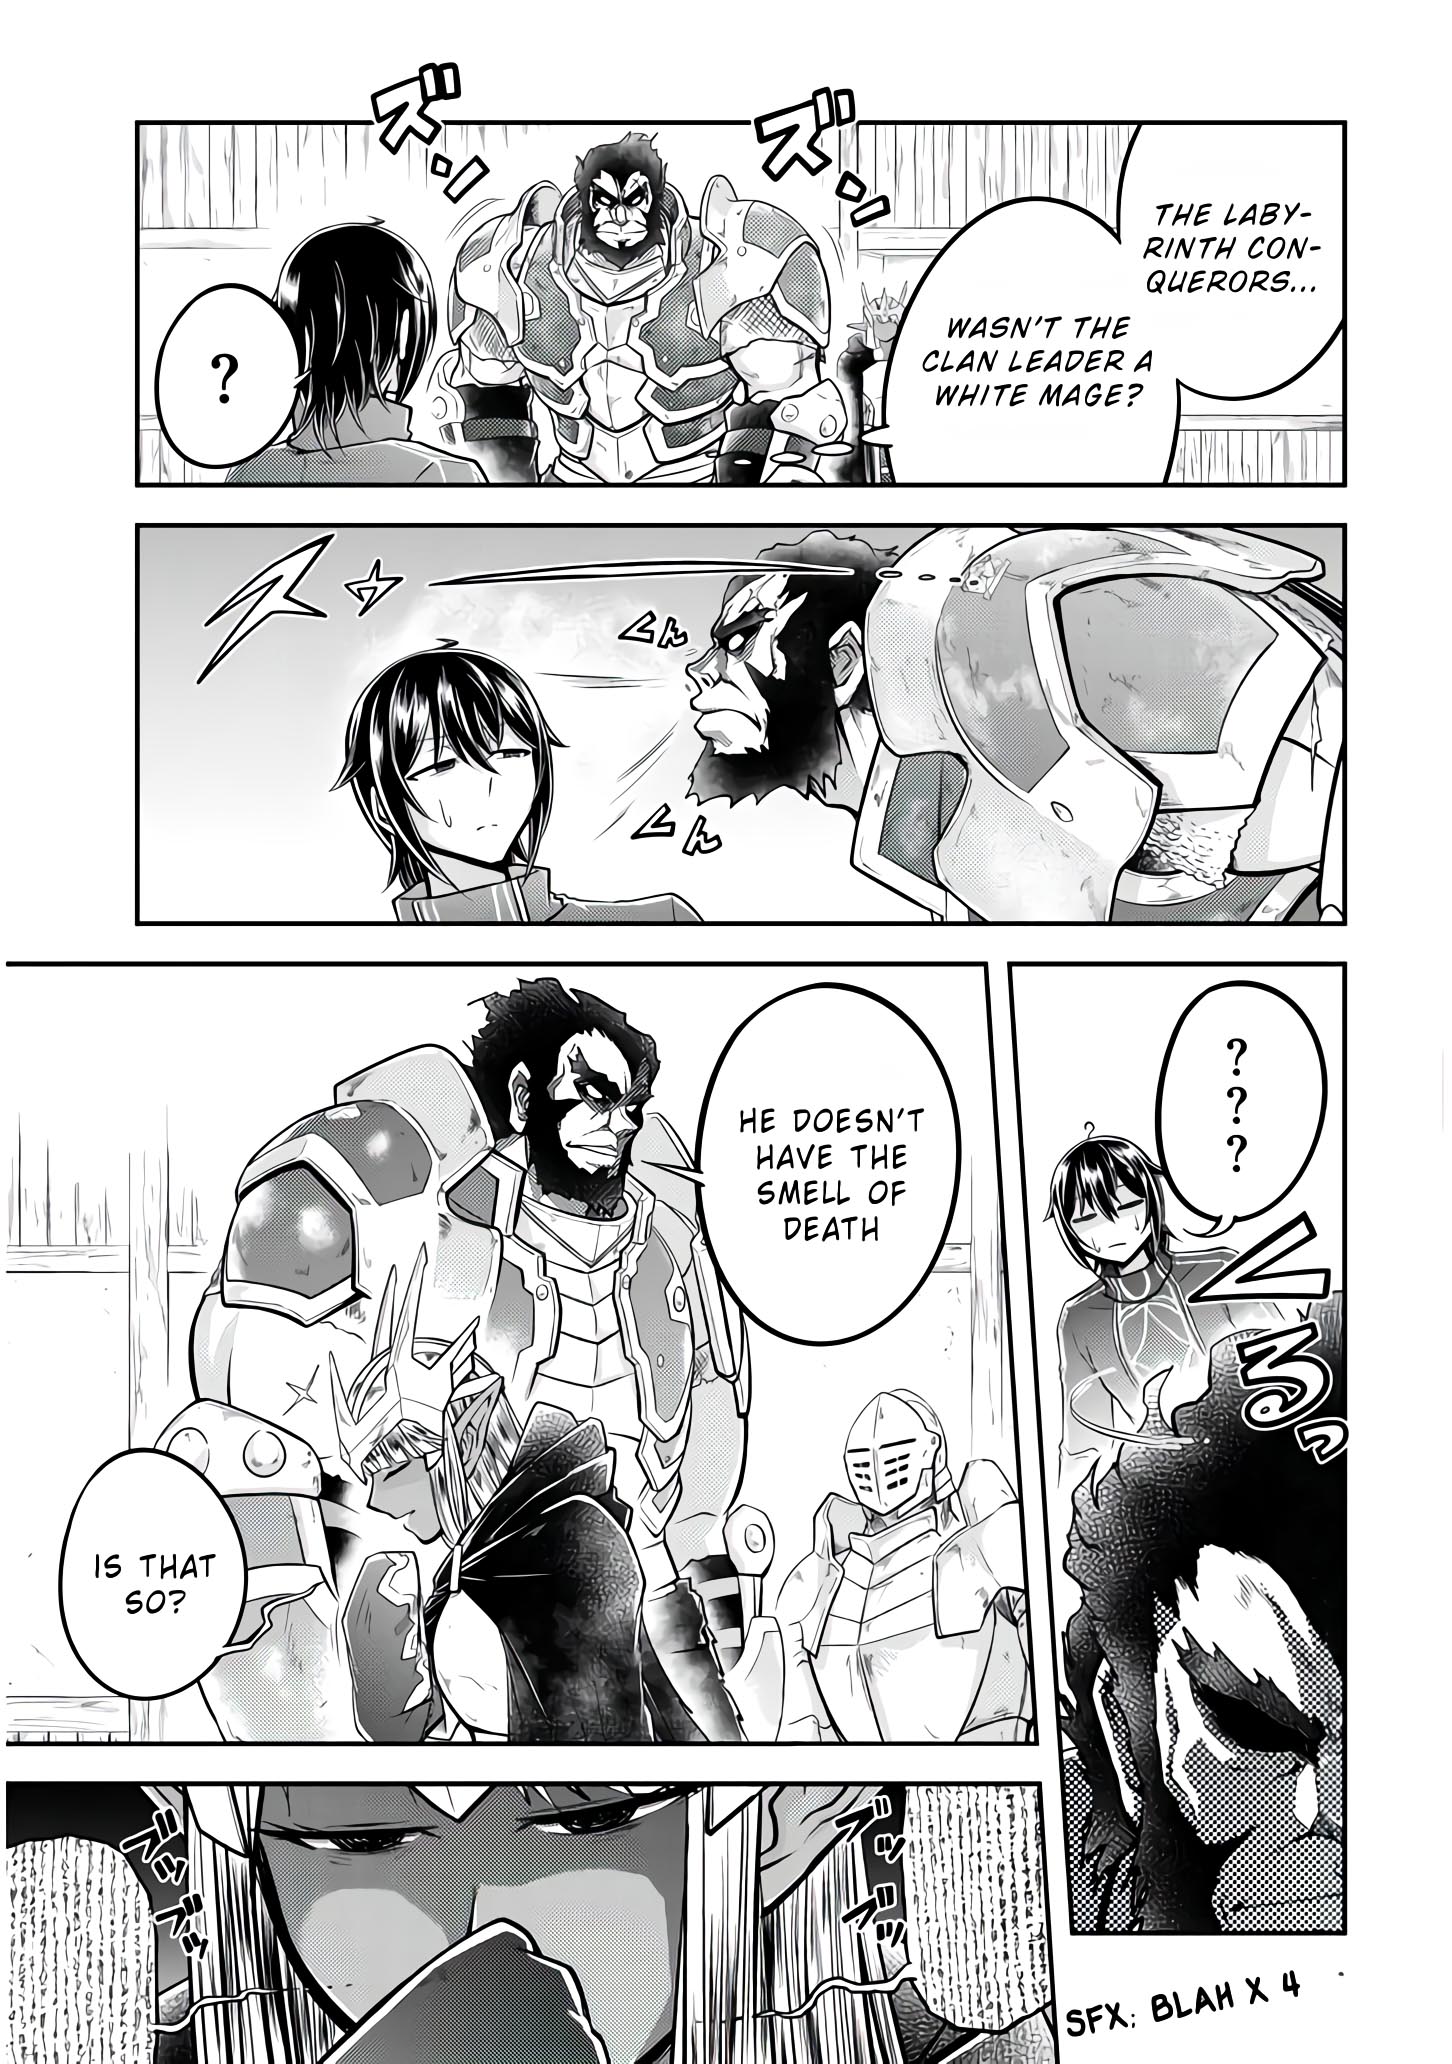 ズン
ズン
THE LABY-
RINTH CON-
QUERORS...
WASN'T THE
CLAN LEADER A
WHITE MAGE?
?
くん
スッ
くん
?
?
?
くるっ
HE DOESN'T
HAVE THE
SMELL OF
DEATH
IS THAT
SO?
ブツ
ブツ
ブツ
ブツ
SFX: BLAH X 4